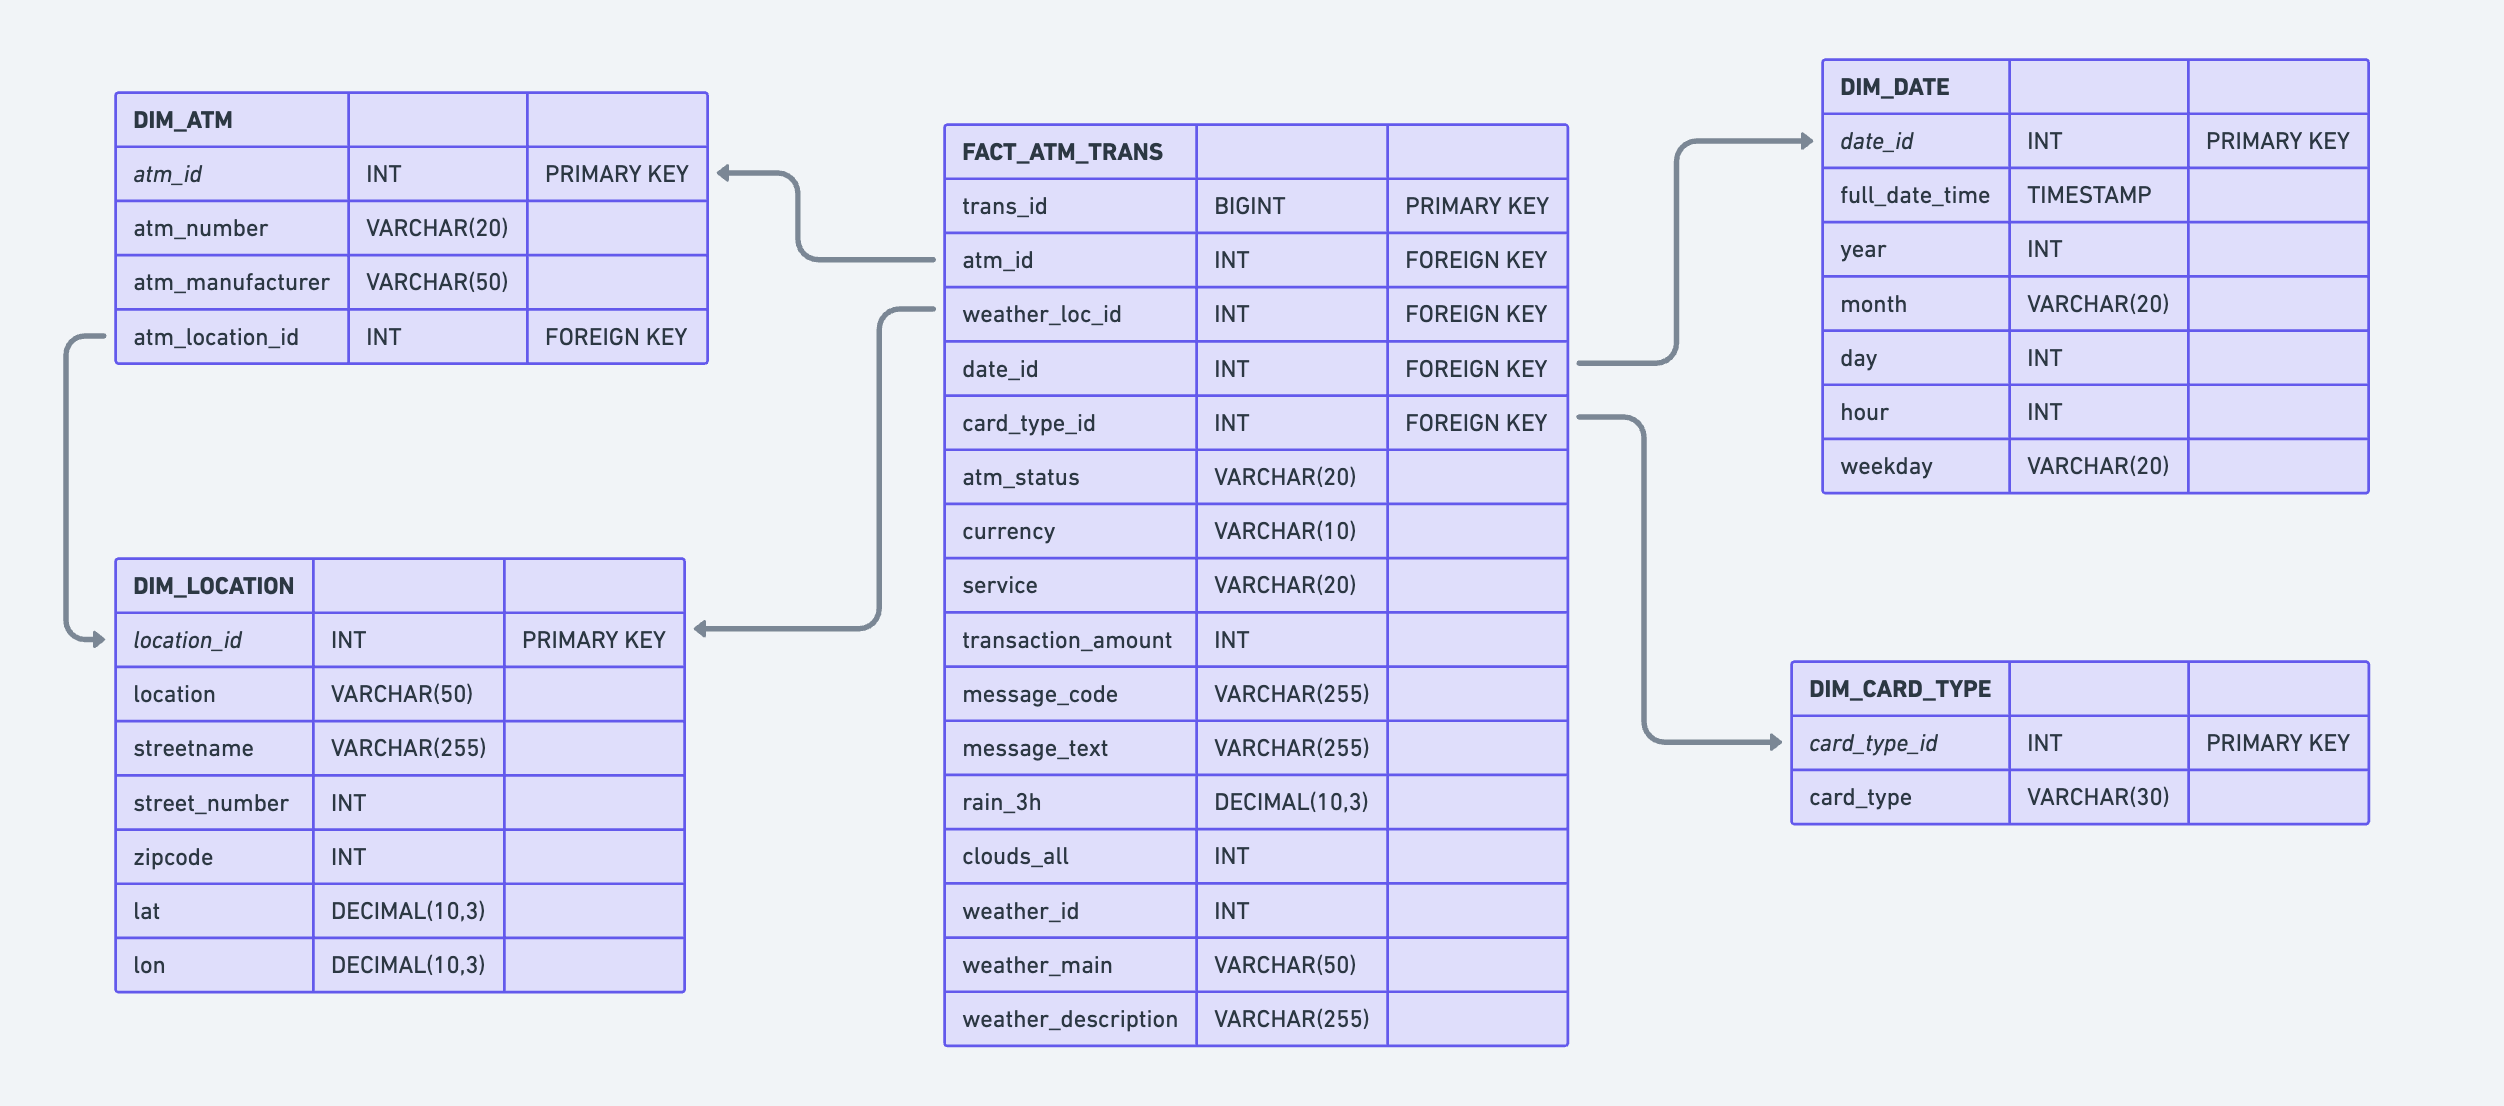 DIM_ATM
atm_id INT PRIMARY KEY
atm_number VARCHAR(20)
atm_manufacturer VARCHAR(50)
atm_location_id INT FOREIGN KEY
DIM_LOCATION
location_id INT PRIMARY KEY
location VARCHAR(50)
streetname VARCHAR(255)
street_number INT
zipcode INT
lat DECIMAL(10,3)
lon DECIMAL(10,3)
FACT_ATM_TRANS
trans_id BIGINT PRIMARY KEY
atm_id INT FOREIGN KEY
weather_loc_id INT FOREIGN KEY
date_id INT FOREIGN KEY
card_type_id INT FOREIGN KEY
atm_status VARCHAR(20)
currency VARCHAR(10)
service VARCHAR(20)
transaction_amount INT
message_code VARCHAR(255)
message_text VARCHAR(255)
rain_3h DECIMAL(10,3)
clouds_all INT
weather_id INT
weather_main VARCHAR(50)
weather_description VARCHAR(255)
DIM_DATE
date_id INT PRIMARY KEY
full_date_time TIMESTAMP
year INT
month VARCHAR(20)
day INT
hour INT
weekday VARCHAR(20)
DIM_CARD_TYPE
card_type_id INT PRIMARY KEY
card_type VARCHAR(30)